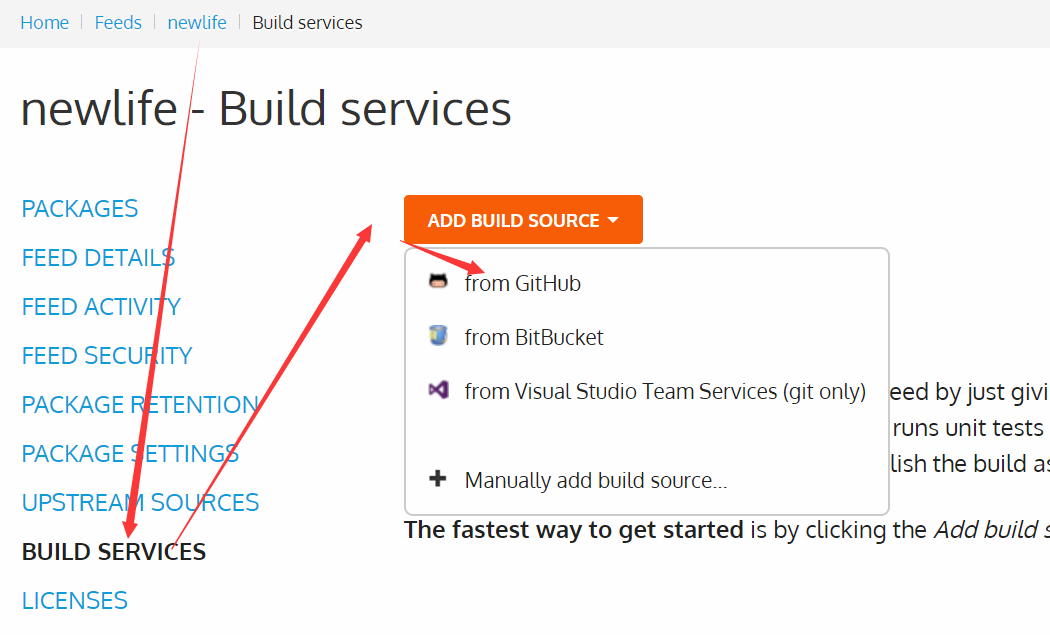 Home Feeds newlife Build services
newlife - Build services
PACKAGES
FEED DETAILS
FEED ACTIVITY
FEED SECURITY
PACKAGE RETENTION
PACKAGE SETTINGS
UPSTREAM SOURCES
BUILD SERVICES
LICENSES
ADD BUILD SOURCE
from GitHub
from BitBucket
from Visual Studio Team Services (git only)
Manually add build source...
eed by just givi
runs unit tests
lish the build as
The fastest way to get started is by clicking the Add build s